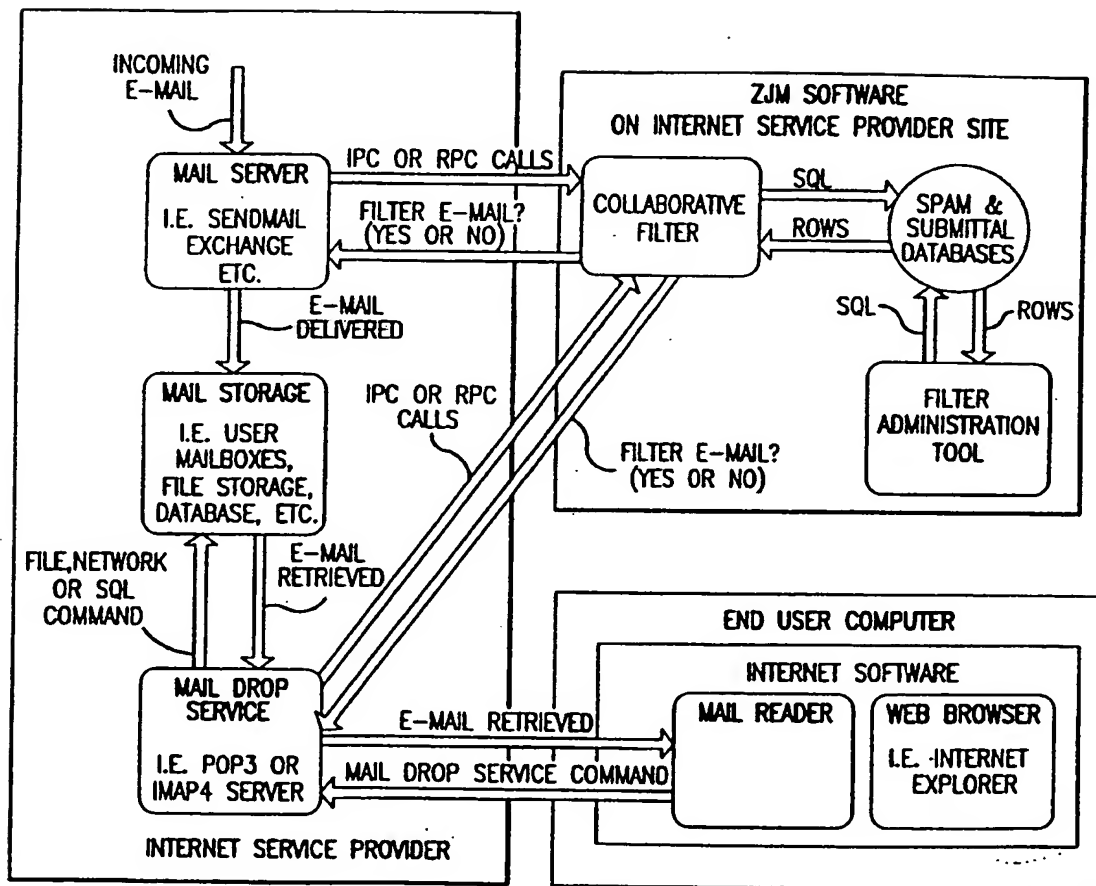 INCOMING
E-MAIL
MAIL SERVER
I.E. SENDMAIL
EXCHANGE
ETC.
IPC OR RPC CALLS
FILTER E-MAIL?
(YES OR NO)
E-MAIL
DELIVERED
MAIL STORAGE
I.E. USER
MAILBOXES,
FILE STORAGE,
DATABASE, ETC.
FILE,NETWORK
OR SQL
COMMAND
E-MAIL
RETRIEVED
MAIL DROP
SERVICE
I.E. POP3 OR
IMAP4 SERVER
INTERNET SERVICE PROVIDER
ZJM SOFTWARE
ON INTERNET SERVICE PROVIDER SITE
COLLABORATIVE
FILTER
SQL
ROWS
SPAM &
SUBMITTAL
DATABASES
SQL
ROWS
FILTER
ADMINISTRATION
TOOL
IPC OR RPC
CALLS
FILTER E-MAIL?
(YES OR NO)
E-MAIL RETRIEVED
MAIL DROP SERVICE COMMAND
END USER COMPUTER
INTERNET SOFTWARE
MAIL READER
WEB BROWSER
I.E. -INTERNET
EXPLORER